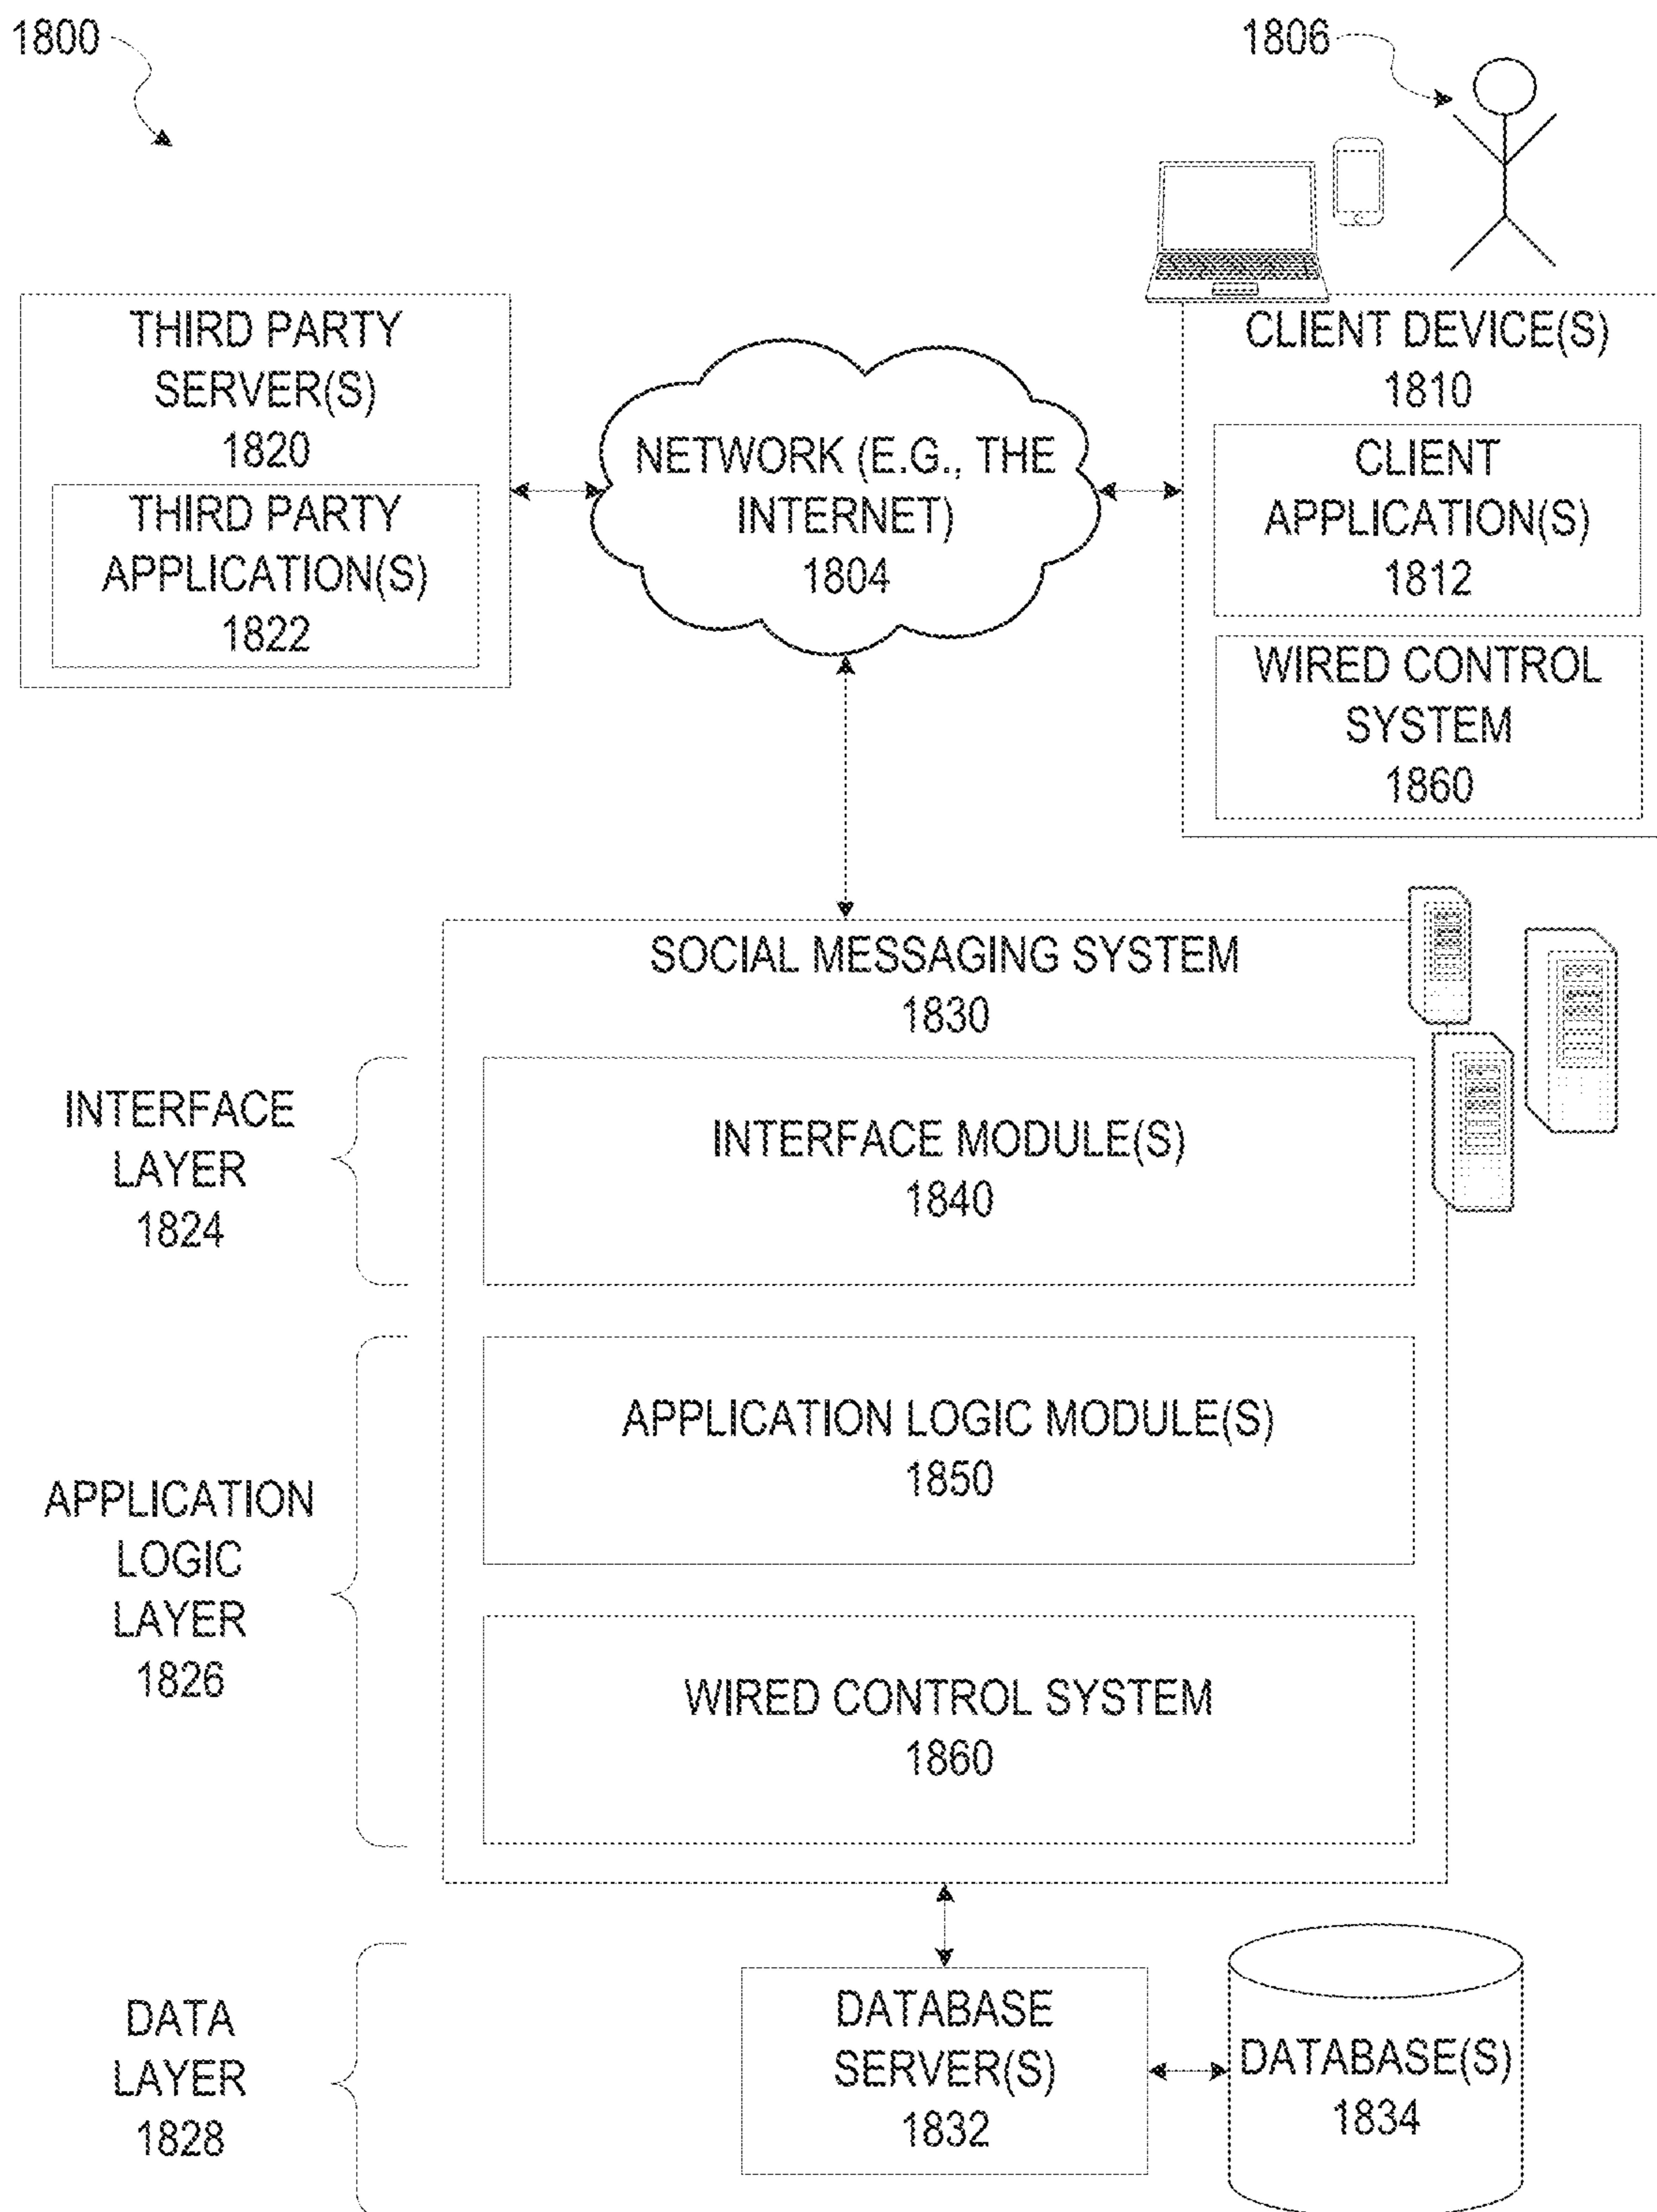 1800
1806
THIRD PARTY
SERVER(S)
1820
THIRD PARTY
APPLICATION(S)
1822
NETWORK (E.G., THE
INTERNET)
1804
CLIENT DEVICE(S)
1810
CLIENT
APPLICATION(S)
1812
WIRED CONTROL
SYSTEM
1860
SOCIAL MESSAGING SYSTEM
1830
INTERFACE
LAYER
1824
INTERFACE MODULE(S)
1840
APPLICATION
LOGIC
LAYER
1826
APPLICATION LOGIC MODULE(S)
1850
WIRED CONTROL SYSTEM
1860
DATA
LAYER
1828
DATABASE
SERVER(S)
1832
DATABASE(S)
1834